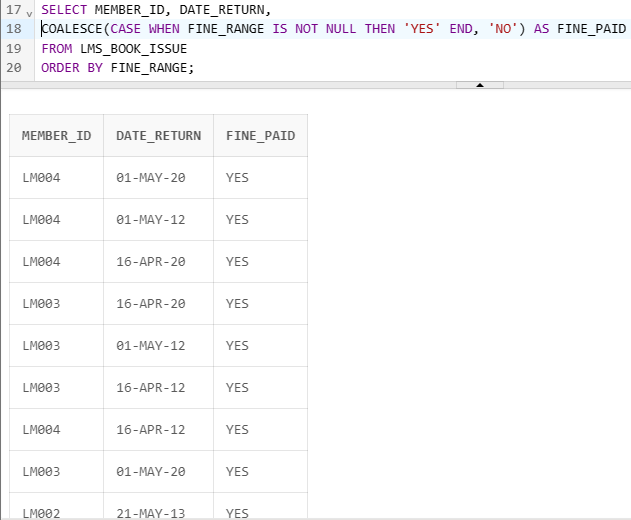 17 SELECT MEMBER_ID, DATE_RETURN,
18 COALESCE(CASE WHEN FINE_RANGE IS NOT NULL THEN 'YES' END, 'NO') AS FINE_PAID
19 FROM LMS_BOOK_ISSUE
20 ORDER BY FINE_RANGE;
MEMBER_ID DATE_RETURN FINE_PAID
LM004 01-MAY-20 YES
LM004 01-MAY-12 YES
LM004 16-APR-20 YES
LM003 16-APR-20 YES
LM003 01-MAY-12 YES
LM003 16-APR-12 YES
LM004 16-APR-12 YES
LM003 01-MAY-20 YES
LM002 21-MAY-13 YES